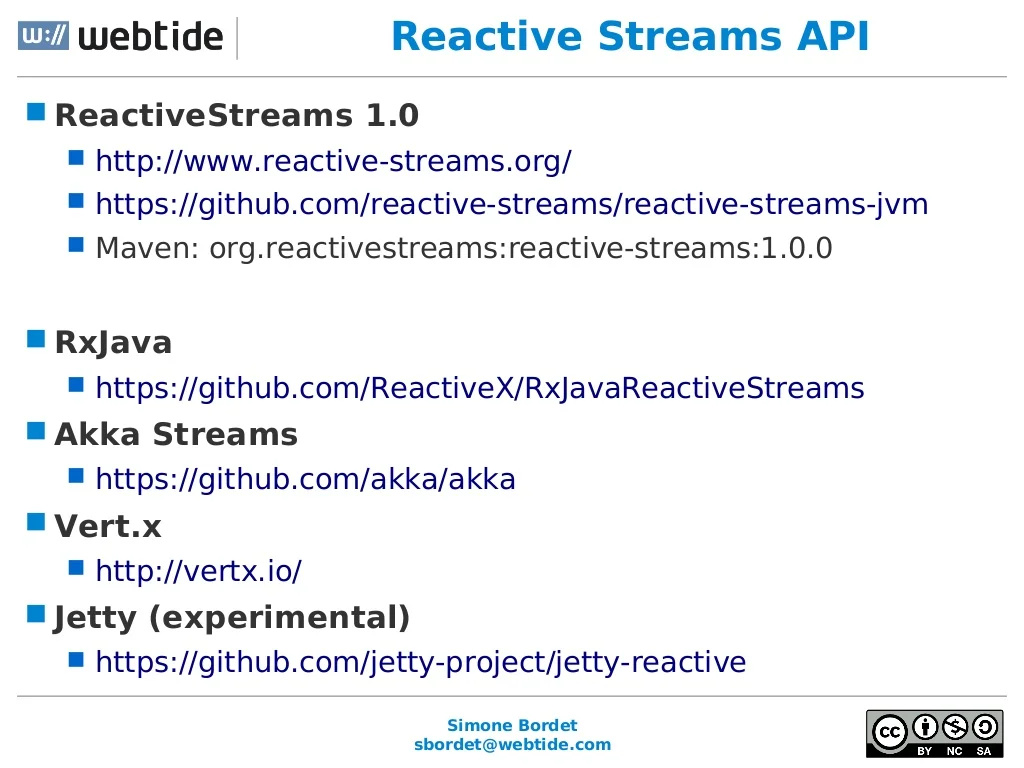 w:// webtide
Reactive Streams API
ReactiveStreams 1.0
http://www.reactive-streams.org/
https://github.com/reactive-streams/reactive-streams-jvm
Maven: org.reactivestreams:reactive-streams:1.0.0
RxJava
https://github.com/ReactiveX/RxJavaReactiveStreams
Akka Streams
https://github.com/akka/akka
Vert.x
http://vertx.io/
Jetty (experimental)
https://github.com/jetty-project/jetty-reactive
Simone Bordet
sbordet@webtide.com
cc
BY NC SA